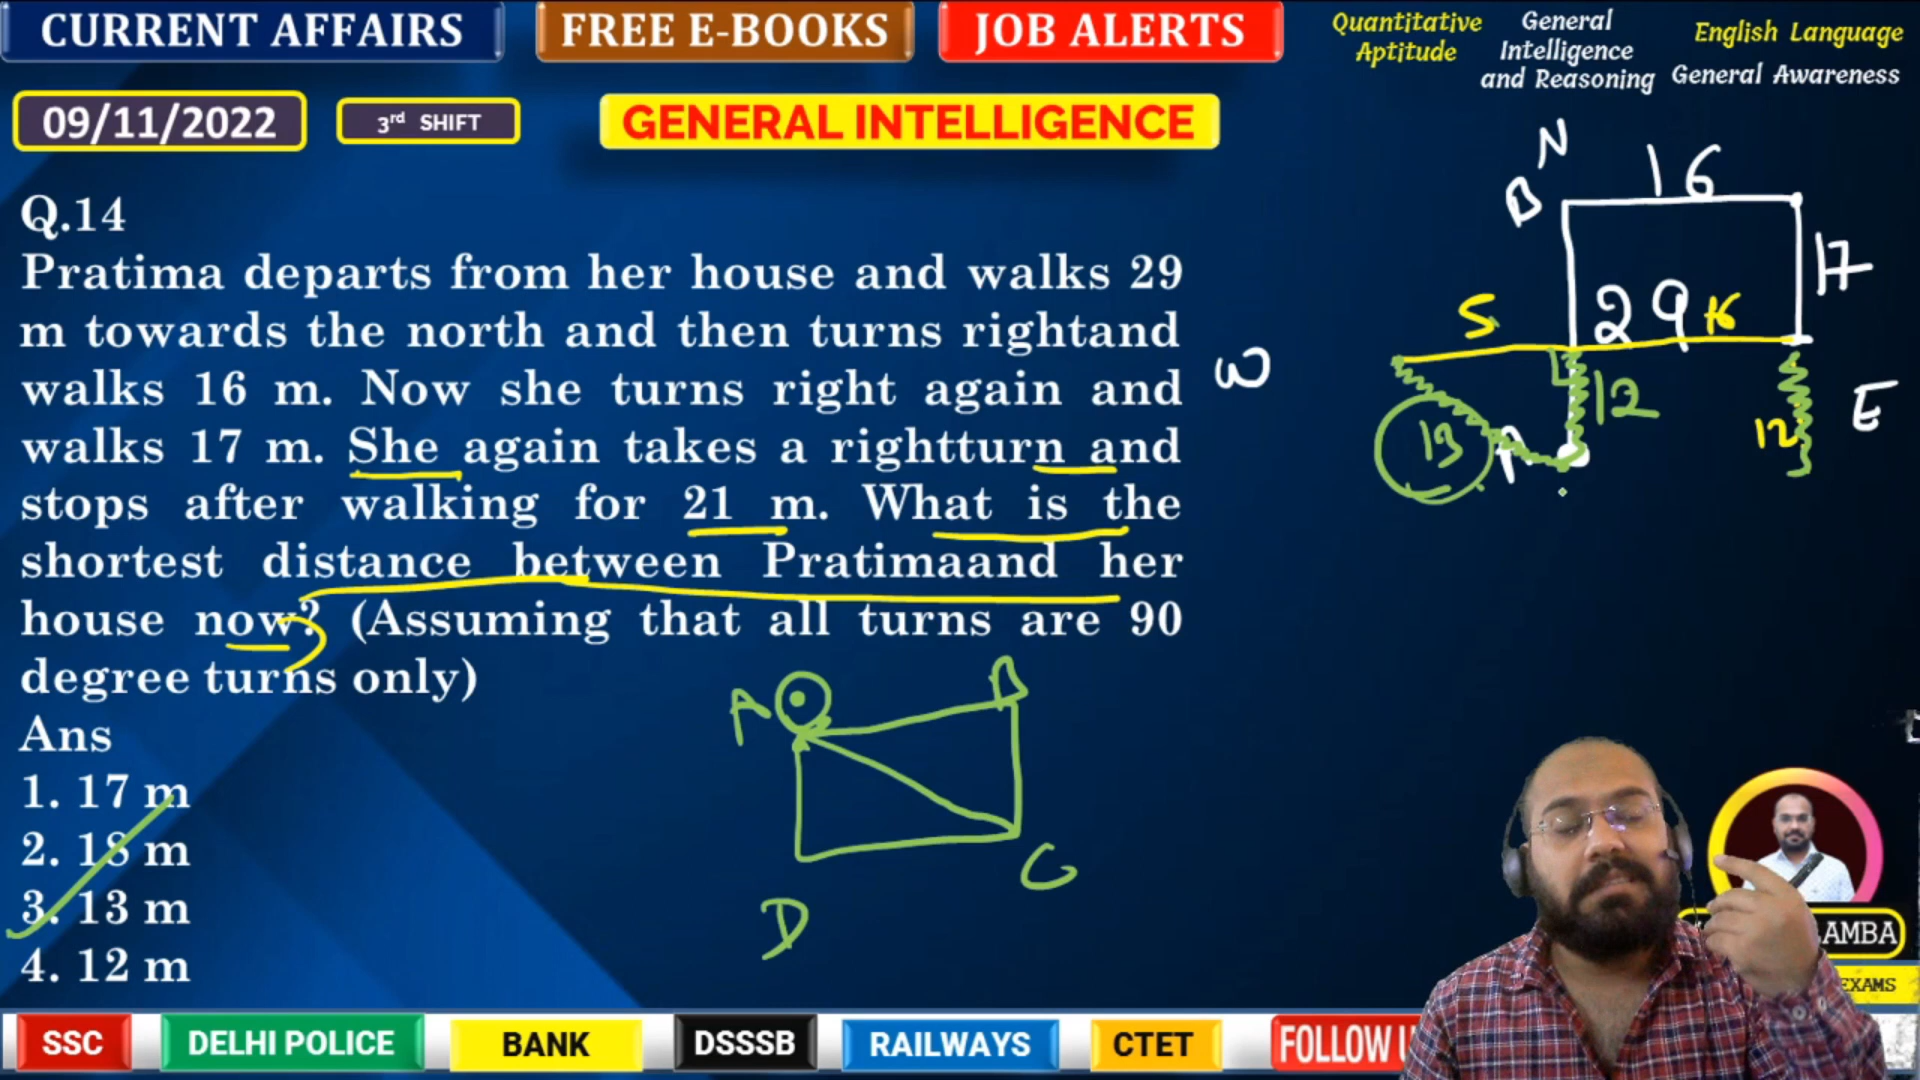 CURRENT AFFAIRS
FREE E-BOOKS
JOB ALERTS
Quantitative Aptitude
General Intelligence and Reasoning
English Language
General Awareness
09/11/2022
3rd SHIFT
GENERAL INTELLIGENCE
Q.14
Pratima departs from her house and walks 29
m towards the north and then turns rightand
walks 16 m. Now she turns right again and
walks 17 m. She again takes a rightturn and
stops after walking for 21 m. What is the
shortest distance between Pratimaand her
house now? (Assuming that all turns are 90
degree turns only)
Ans
1. 17 m
2. 18 m
3. 13 m
4. 12 m
N
B
16
17
29
16
5
W
E
12
12
13
A
A
B
C
D
AMBA
EXAMS
SSC
DELHI POLICE
BANK
DSSSB
RAILWAYS
CTET
FOLLOW U